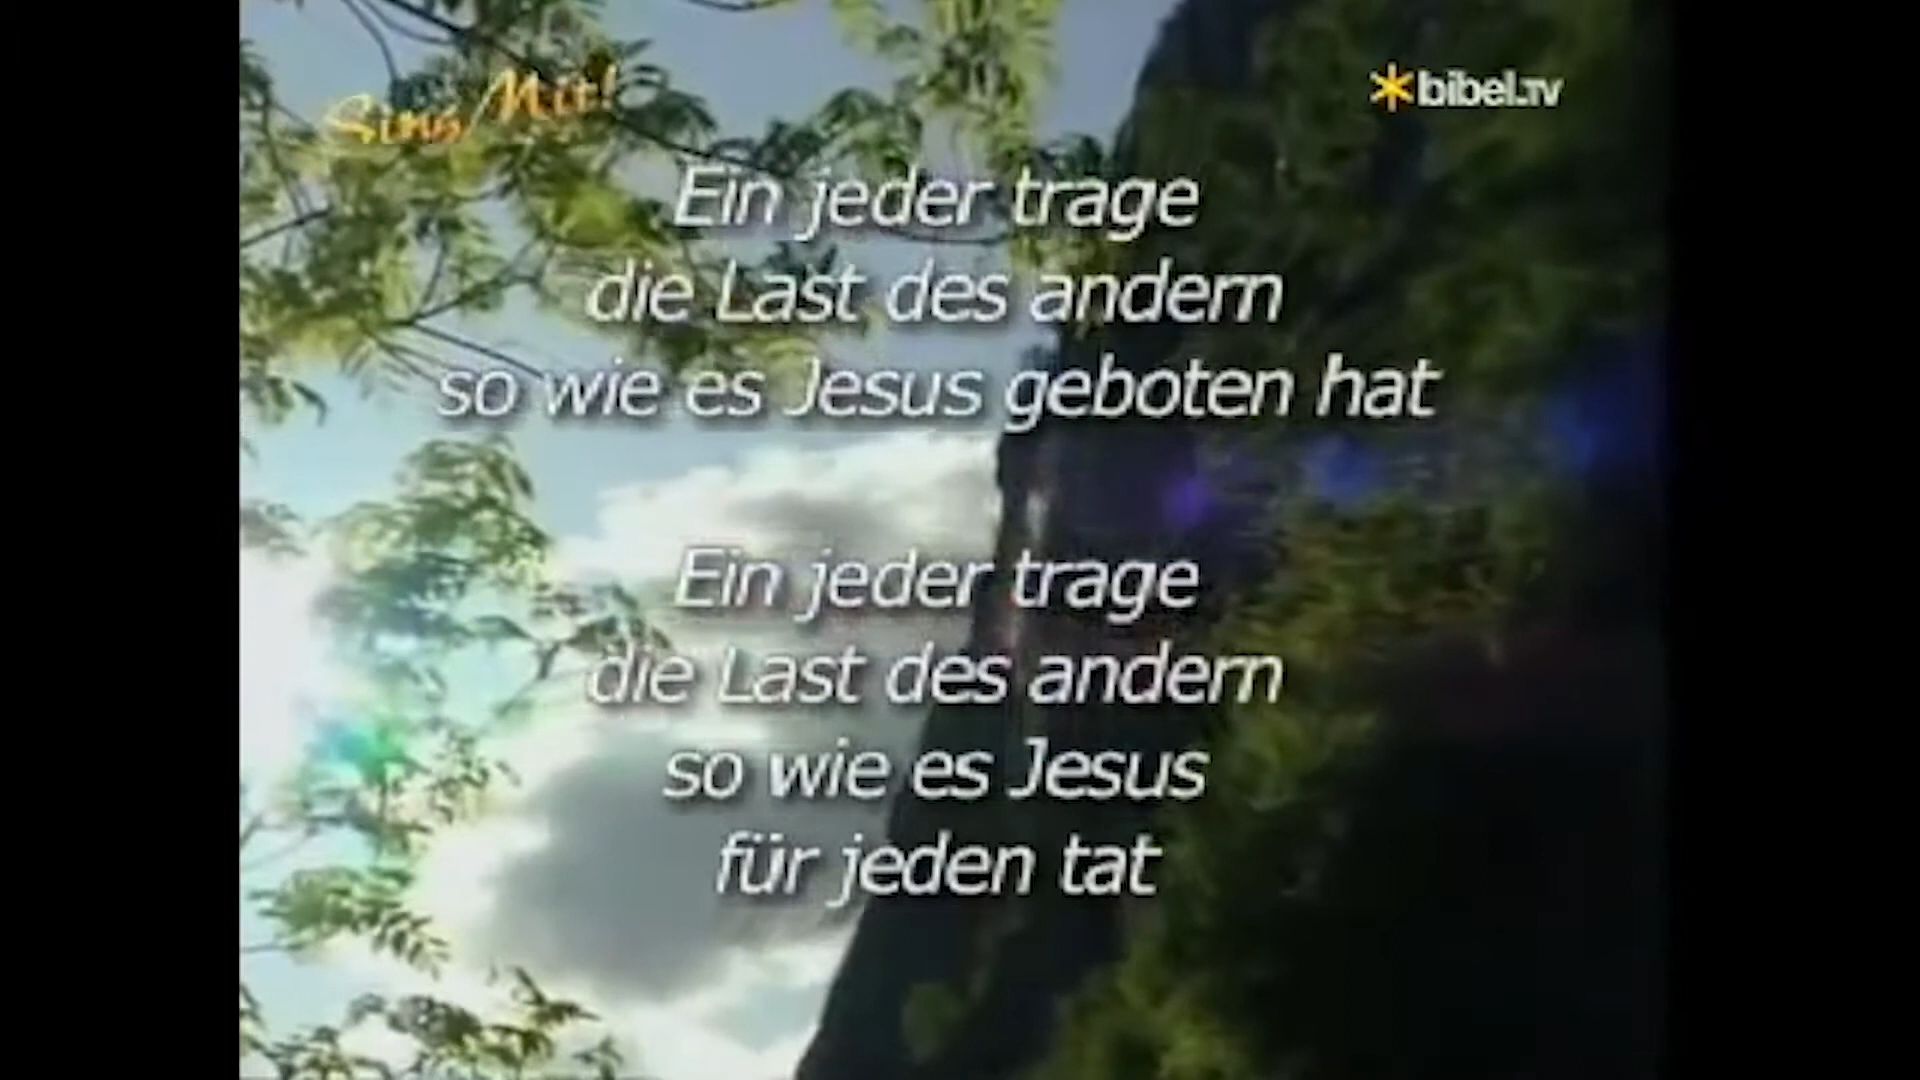 Sing Mit!
bibel.TV
Ein jeder trage
die Last des andern
so wie es Jesus geboten hat
Ein jeder trage
die Last des andern
so wie es Jesus
für jeden tat